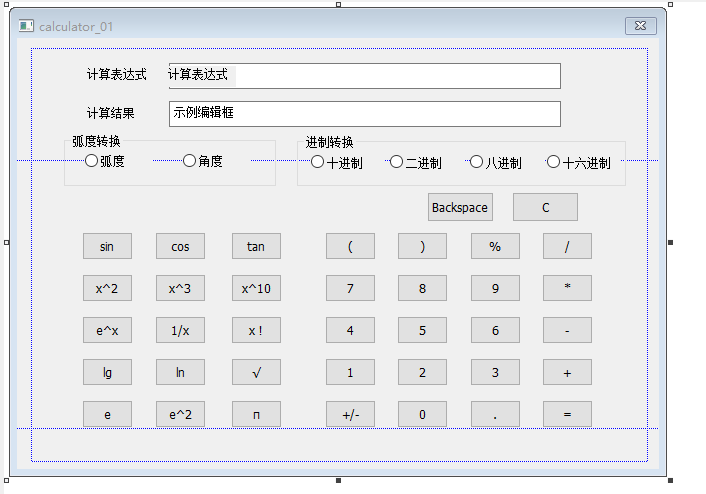 calculator_01
计算表达式 计算表达式
计算结果 示例编辑框
弧度转换 进制转换
弧度 角度 十进制 二进制 八进制 十六进制
Backspace C
sin cos tan ( ) % /
x^2 x^3 x^10 7 8 9 *
e^x 1/x x! 4 5 6 -
lg ln √ 1 2 3 +
e e^2 п +/- 0 . =